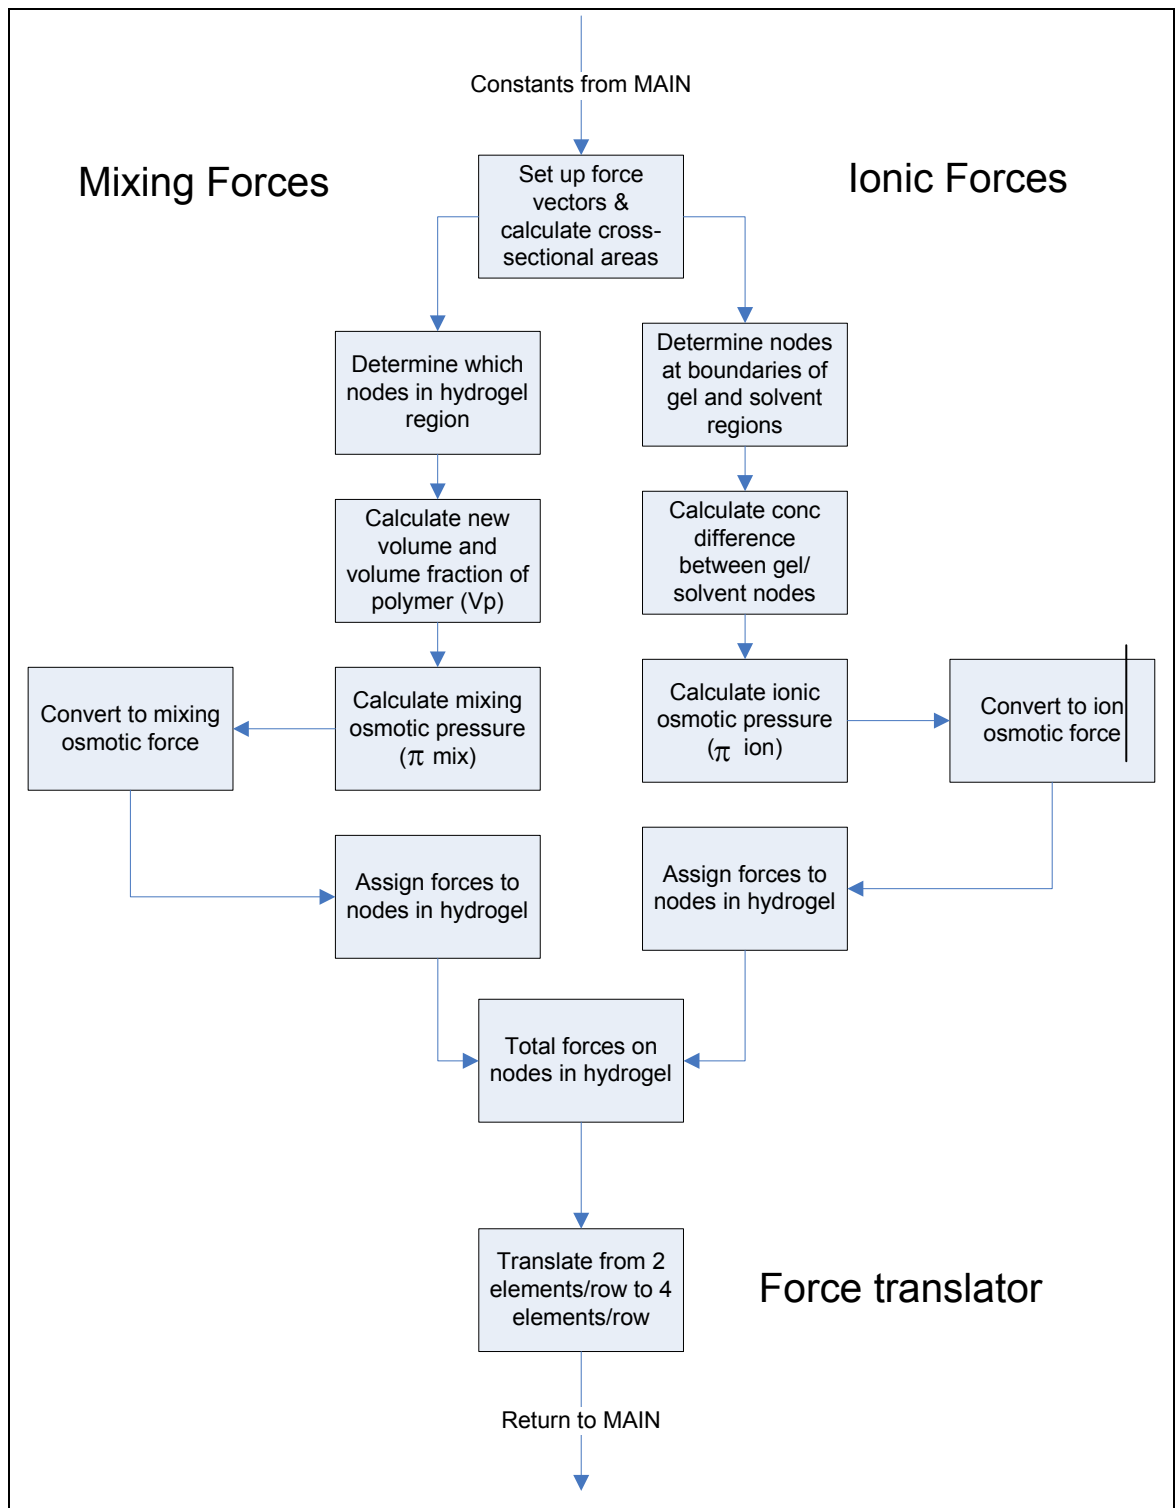 Constants from MAIN
Mixing Forces
Ionic Forces
Set up force
vectors &
calculate cross-
sectional areas
Determine which
nodes in hydrogel
region
Determine nodes
at boundaries of
gel and solvent
regions
Calculate new
volume and
volume fraction of
polymer (Vp)
Calculate conc
difference
between gel/
solvent nodes
Convert to mixing
osmotic force
Calculate mixing
osmotic pressure
(π mix)
Calculate ionic
osmotic pressure
(π ion)
Convert to ion
osmotic force
Assign forces to
nodes in hydrogel
Assign forces to
nodes in hydrogel
Total forces on
nodes in hydrogel
Translate from 2
elements/row to 4
elements/row
Force translator
Return to MAIN